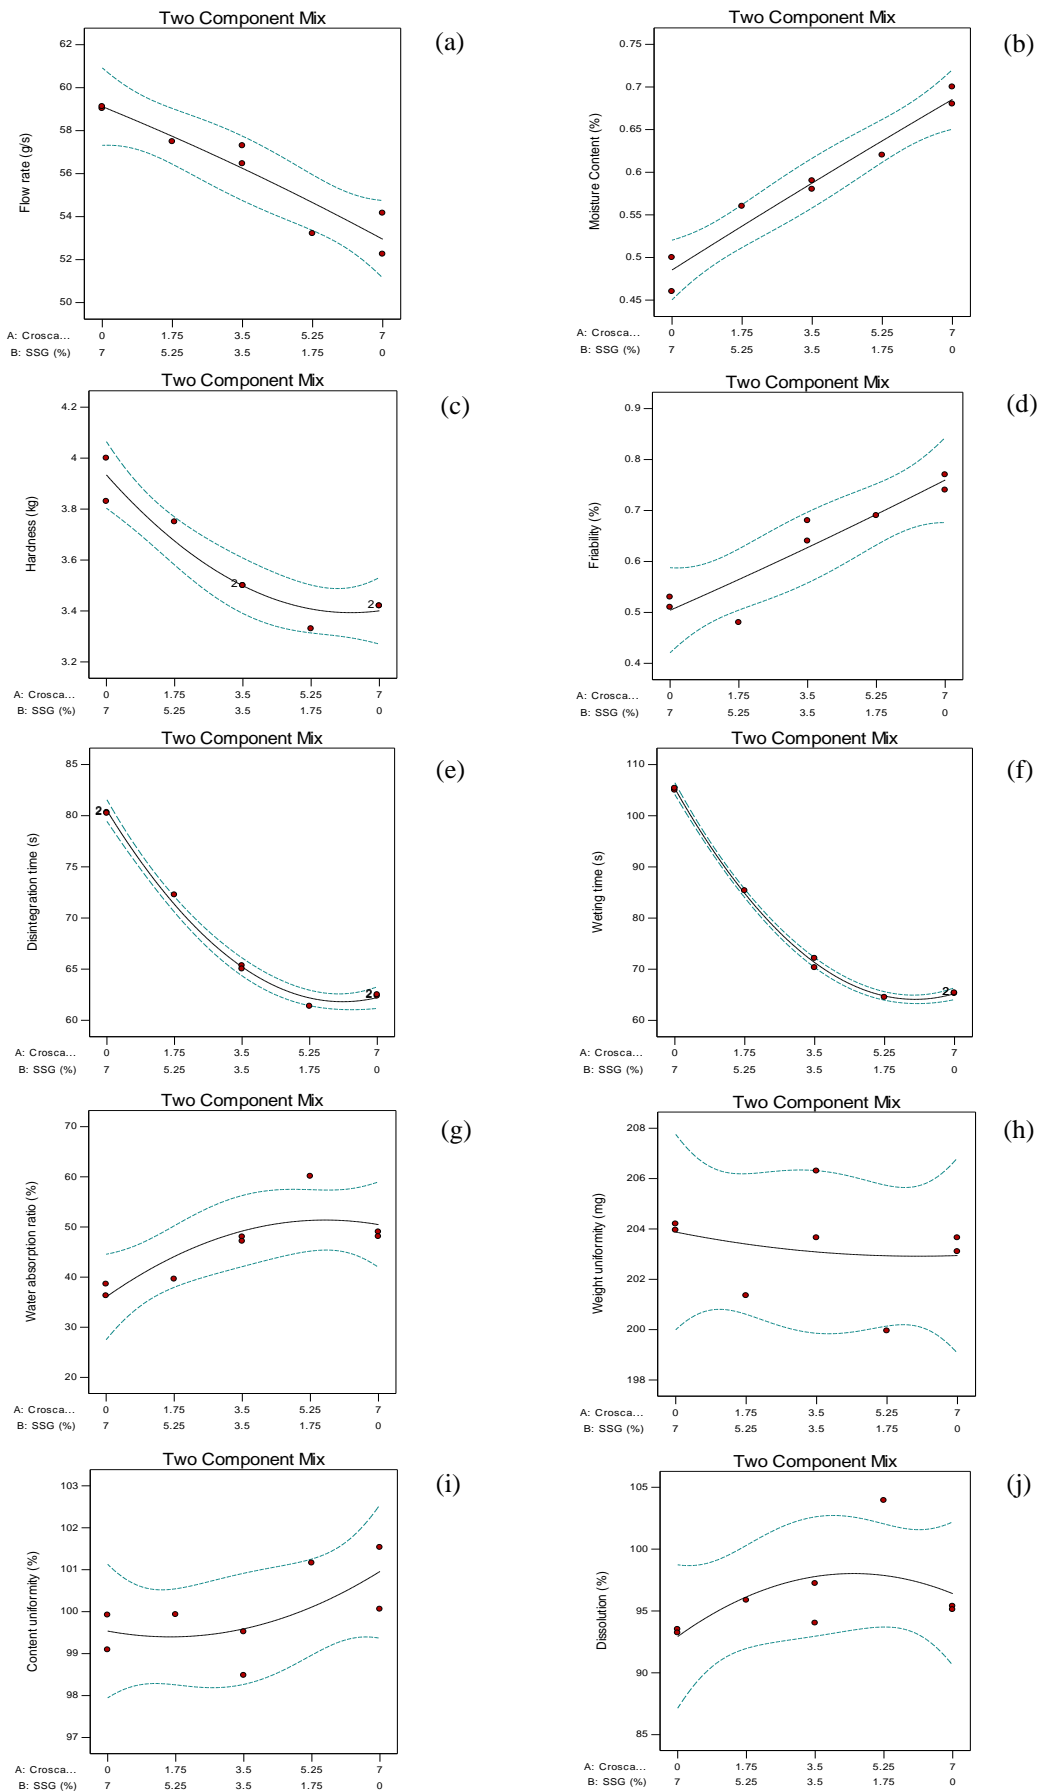 Two Component Mix
(a)
62
60
58
56
54
52
50
Flow rate (g/s)
A: Crosca... 0 1.75 3.5 5.25 7
B: SSG (%) 7 5.25 3.5 1.75 0
Two Component Mix
(b)
0.75
0.7
0.65
0.6
0.55
0.5
0.45
Moisture Content (%)
A: Crosca... 0 1.75 3.5 5.25 7
B: SSG (%) 7 5.25 3.5 1.75 0
Two Component Mix
(c)
4.2
4
3.8
3.6
3.4
3.2
Hardness (kg)
2
2
A: Crosca... 0 1.75 3.5 5.25 7
B: SSG (%) 7 5.25 3.5 1.75 0
Two Component Mix
(d)
0.9
0.8
0.7
0.6
0.5
0.4
Friability (%)
A: Crosca... 0 1.75 3.5 5.25 7
B: SSG (%) 7 5.25 3.5 1.75 0
Two Component Mix
(e)
85
80
75
70
65
60
Disintegration time (s)
2
2
A: Crosca... 0 1.75 3.5 5.25 7
B: SSG (%) 7 5.25 3.5 1.75 0
Two Component Mix
(f)
110
100
90
80
70
60
Weting time (s)
2
A: Crosca... 0 1.75 3.5 5.25 7
B: SSG (%) 7 5.25 3.5 1.75 0
Two Component Mix
(g)
70
60
50
40
30
20
Water absorption ratio (%)
A: Crosca... 0 1.75 3.5 5.25 7
B: SSG (%) 7 5.25 3.5 1.75 0
Two Component Mix
(h)
208
206
204
202
200
198
Weight uniformity (mg)
A: Crosca... 0 1.75 3.5 5.25 7
B: SSG (%) 7 5.25 3.5 1.75 0
Two Component Mix
(i)
103
102
101
100
99
98
97
Content uniformity (%)
A: Crosca... 0 1.75 3.5 5.25 7
B: SSG (%) 7 5.25 3.5 1.75 0
Two Component Mix
(j)
105
100
95
90
85
Dissolution (%)
A: Crosca... 0 1.75 3.5 5.25 7
B: SSG (%) 7 5.25 3.5 1.75 0